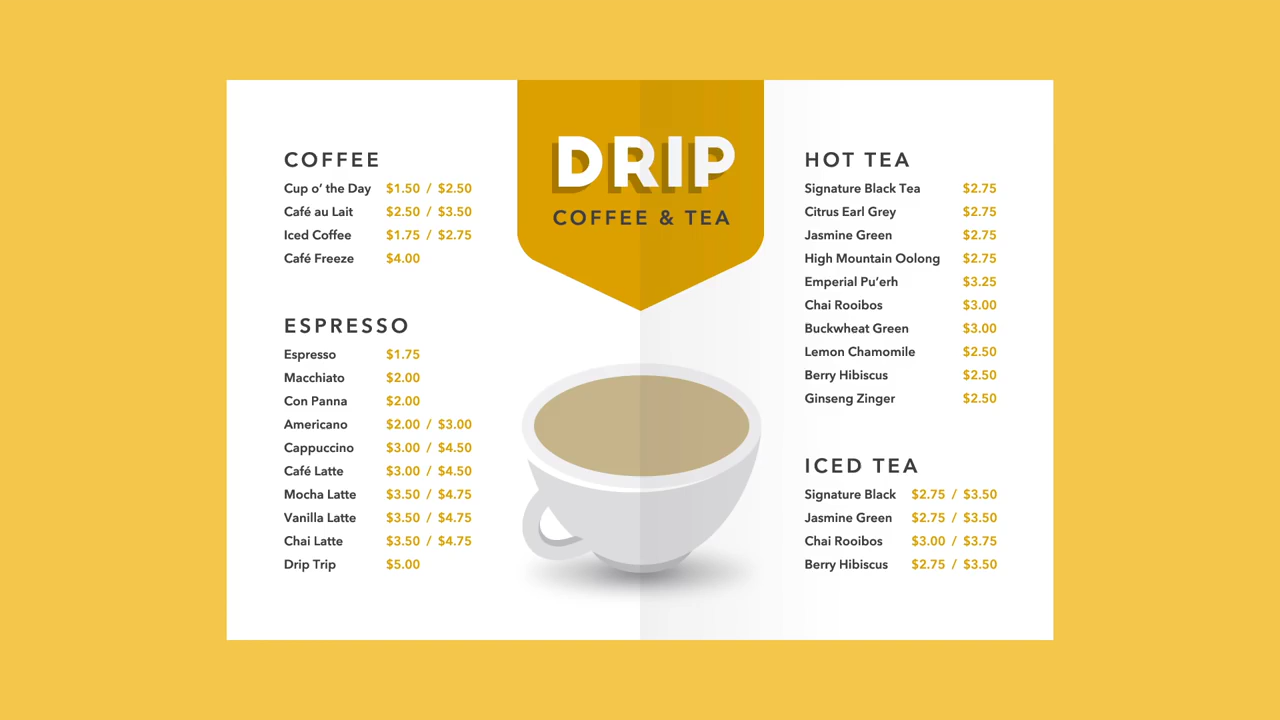 DRIP
COFFEE & TEA
COFFEE
Cup o’ the Day $1.50 / $2.50
Café au Lait $2.50 / $3.50
Iced Coffee $1.75 / $2.75
Café Freeze $4.00
ESPRESSO
Espresso $1.75
Macchiato $2.00
Con Panna $2.00
Americano $2.00 / $3.00
Cappuccino $3.00 / $4.50
Café Latte $3.00 / $4.50
Mocha Latte $3.50 / $4.75
Vanilla Latte $3.50 / $4.75
Chai Latte $3.50 / $4.75
Drip Trip $5.00
HOT TEA
Signature Black Tea $2.75
Citrus Earl Grey $2.75
Jasmine Green $2.75
High Mountain Oolong $2.75
Emperial Pu’erh $3.25
Chai Rooibos $3.00
Buckwheat Green $3.00
Lemon Chamomile $2.50
Berry Hibiscus $2.50
Ginseng Zinger $2.50
ICED TEA
Signature Black $2.75 / $3.50
Jasmine Green $2.75 / $3.50
Chai Rooibos $3.00 / $3.75
Berry Hibiscus $2.75 / $3.50